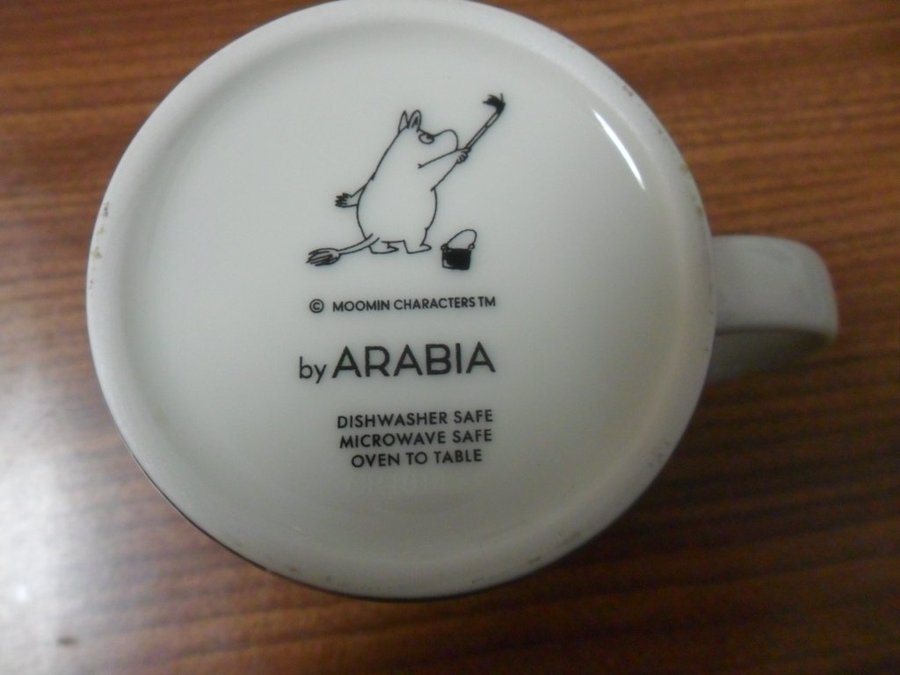 © MOOMIN CHARACTERS TM
by ARABIA
DISHWASHER SAFE
MICROWAVE SAFE
OVEN TO TABLE